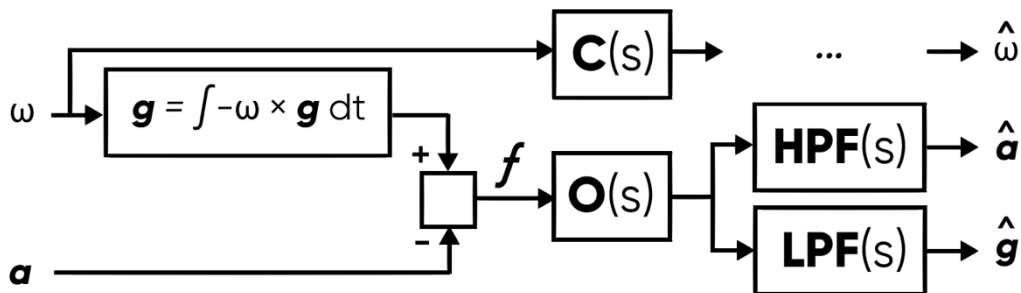 C(s) ... ω̂
ω g = ∫ -ω × g dt
HPF(s) â
+ f O(s)
-
LPF(s) ĝ
a